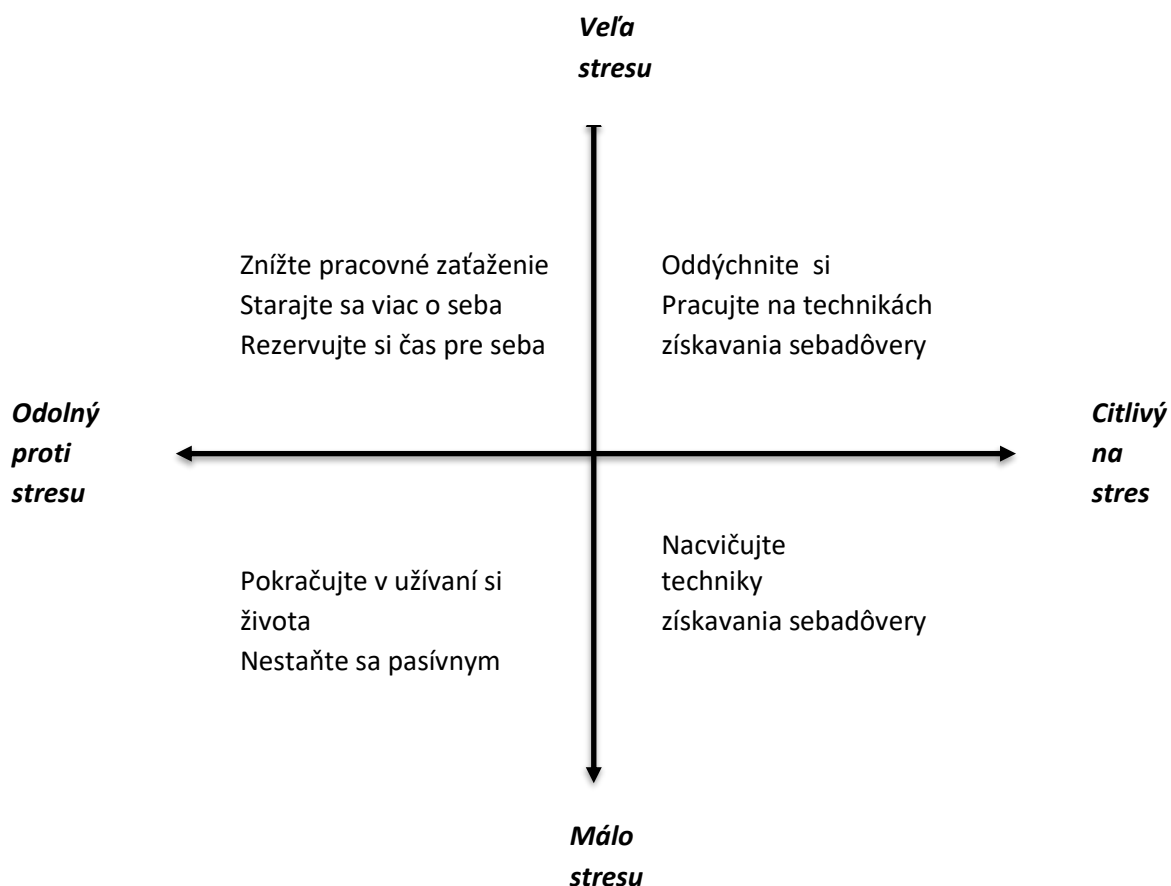 Veľa
stresu
Znížte pracovné zaťaženie
Starajte sa viac o seba
Rezervujte si čas pre seba
Oddýchnite  si
Pracujte na technikách
získavania sebadôvery
Odolný
proti
stresu
Citlivý
na
stres
Pokračujte v užívaní si
života
Nestaňte sa pasívnym
Nacvičujte
techniky
získavania sebadôvery
Málo
stresu